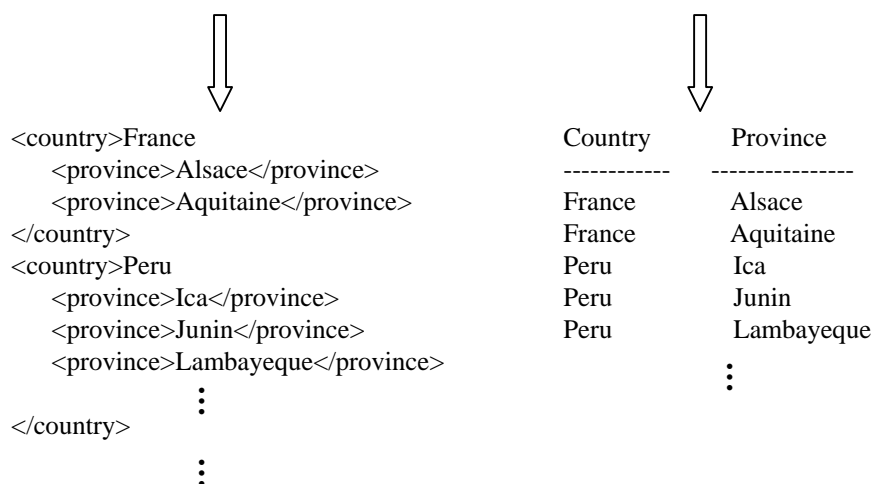 <country>France
<province>Alsace</province>
<province>Aquitaine</province>
</country>
<country>Peru
<province>Ica</province>
<province>Junin</province>
<province>Lambayeque</province>
⋮
</country>
⋮
Country Province
------------ ----------------
France Alsace
France Aquitaine
Peru Ica
Peru Junin
Peru Lambayeque
⋮